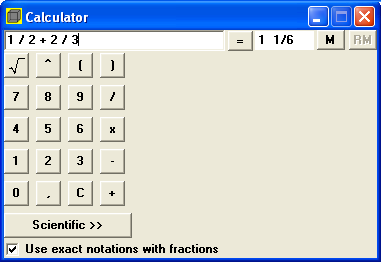 Calculator
1 / 2 + 2 / 3 = 1 1/6 M RM
√ ^ ( )
7 8 9 /
4 5 6 x
1 2 3 -
0 , C +
Scientific >>
Use exact notations with fractions